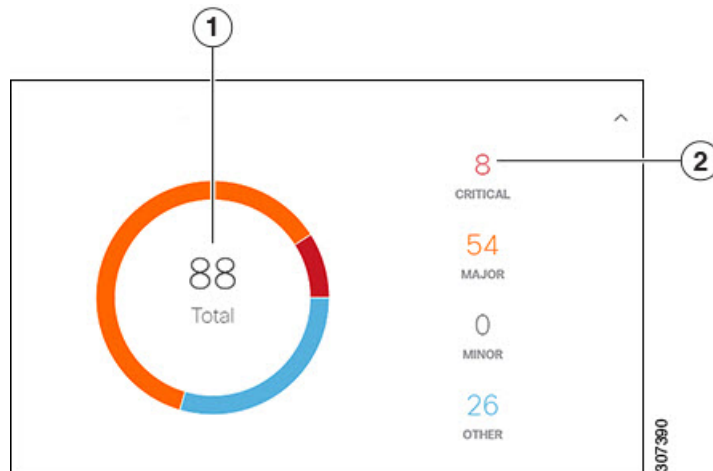 1
8
2
CRITICAL
88
Total
54
MAJOR
0
MINOR
26
OTHER
307390